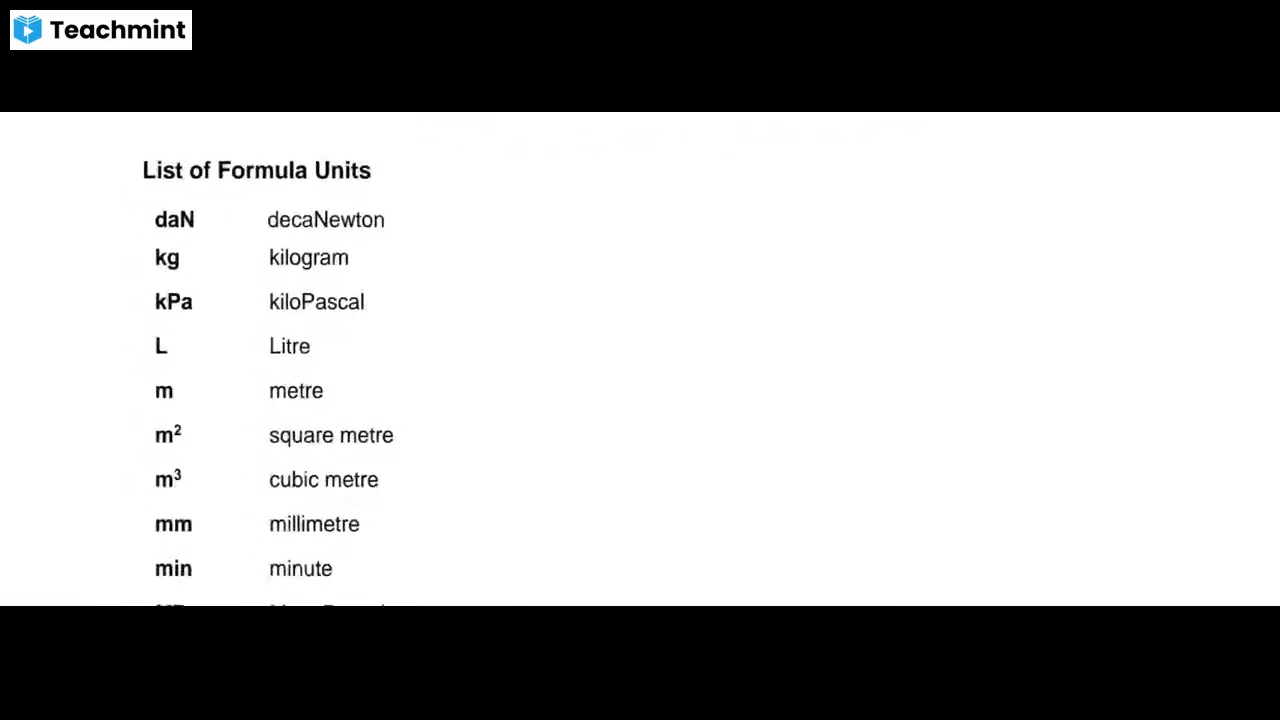 Teachmint
List of Formula Units
daN decaNewton
kg kilogram
kPa kiloPascal
L Litre
m metre
m² square metre
m³ cubic metre
mm millimetre
min minute